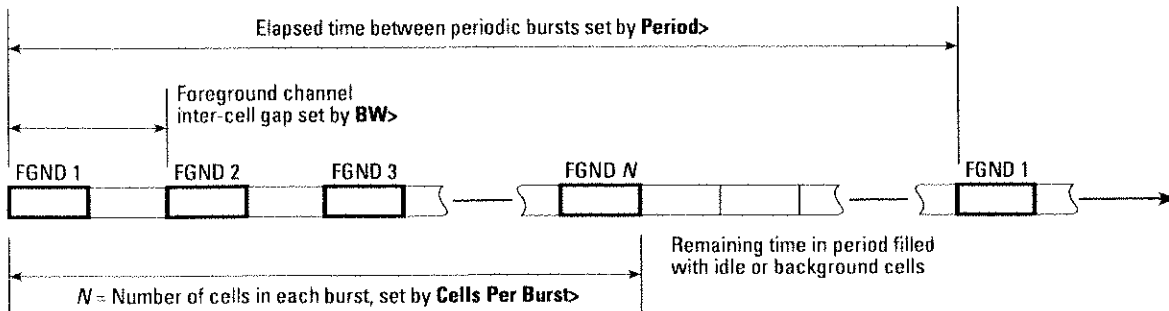 Elapsed time between periodic bursts set by Period>
Foreground channel
inter-cell gap set by BW>
FGND 1
FGND 2
FGND 3
FGND N
FGND 1
Remaining time in period filled
with idle or background cells
N = Number of cells in each burst, set by Cells Per Burst>